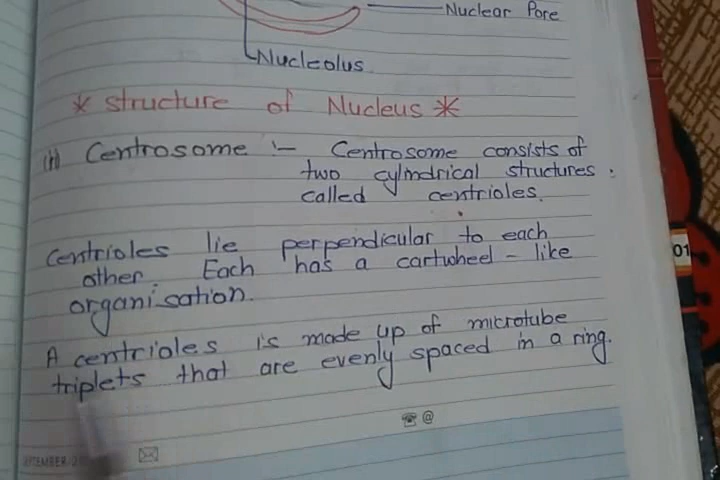 Nuclear Pore
Nucleolus
* Structure of Nucleus *
(ii) Centrosome :- Centrosome consists of
two cylindrical structures
called centrioles.
Centrioles lie perpendicular to each
other. Each has a cartwheel - like
organisation.
A centrioles is made up of microtube
triplets that are evenly spaced in a ring.
01